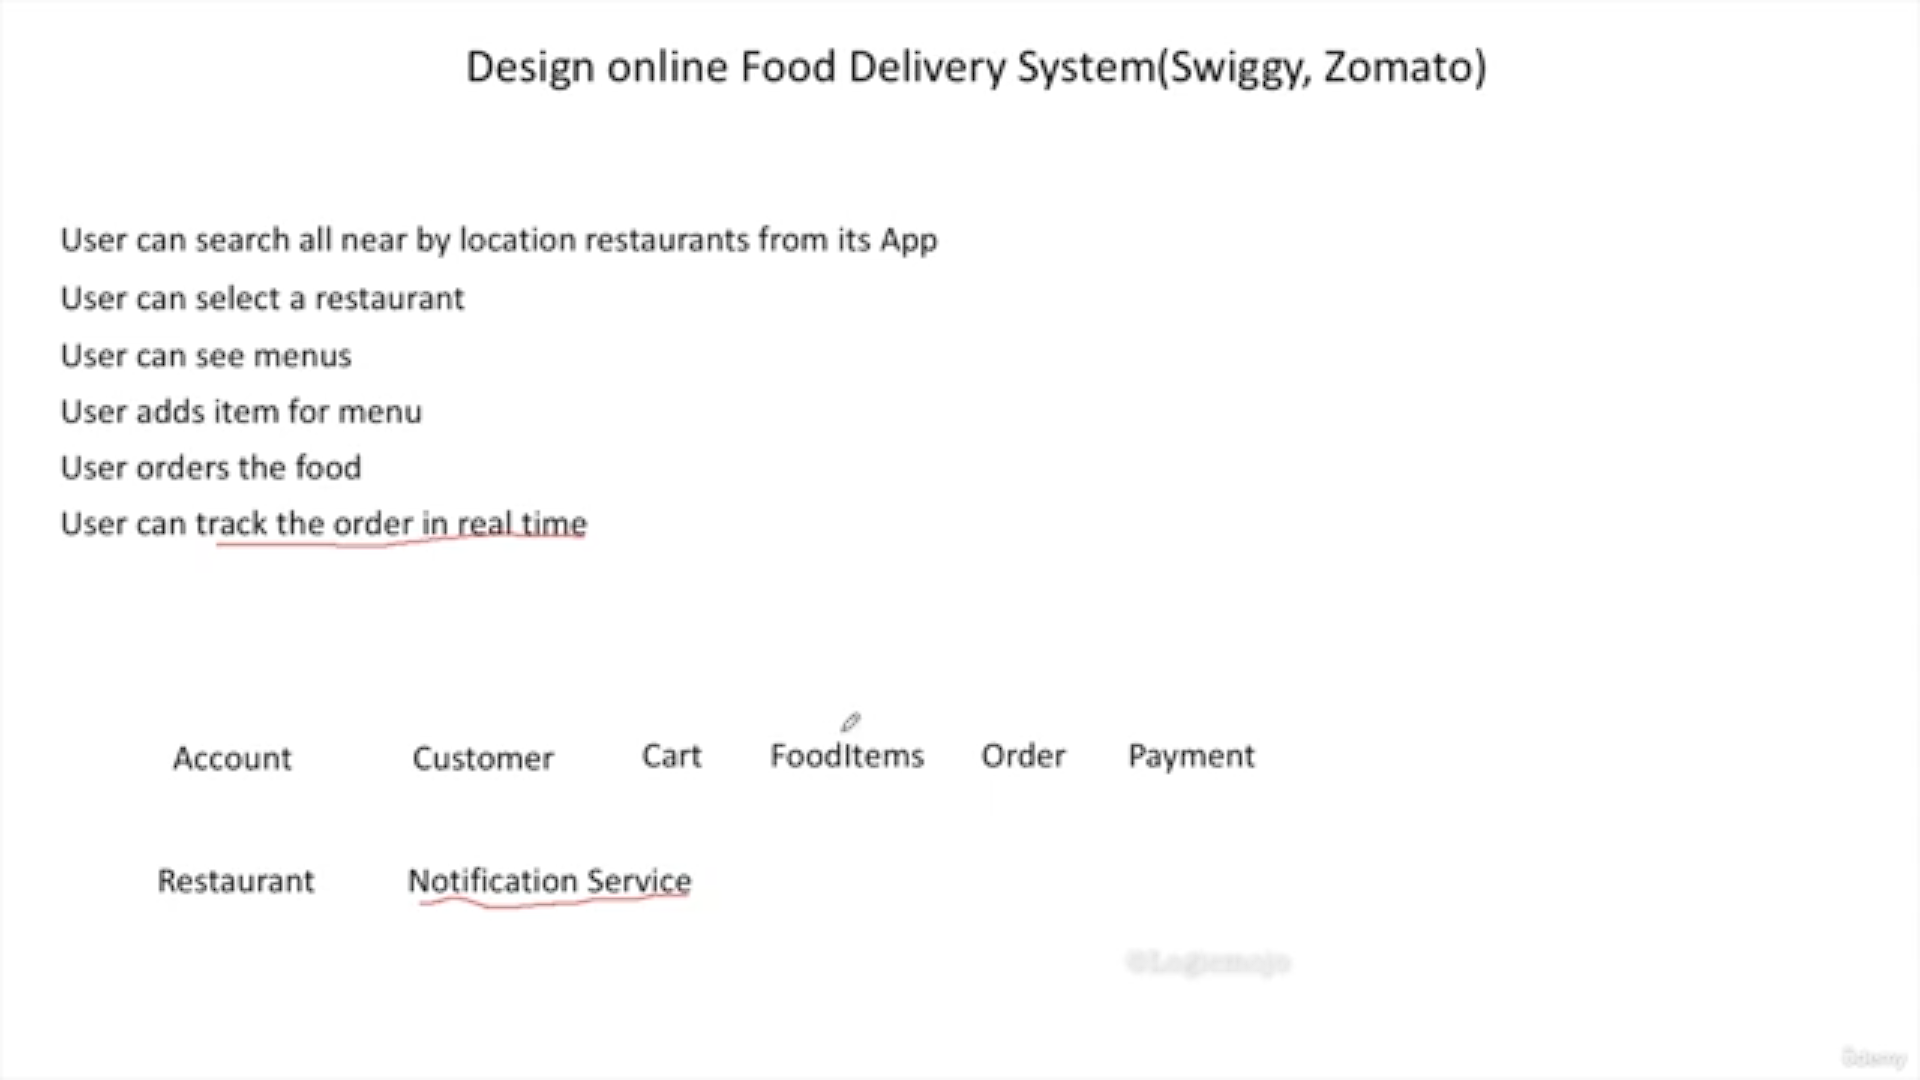 Design online Food Delivery System(Swiggy, Zomato)
User can search all near by location restaurants from its App
User can select a restaurant
User can see menus
User adds item for menu
User orders the food
User can track the order in real time
Account Customer Cart FoodItems Order Payment
Restaurant Notification Service
©Logicmojo
ûdemy